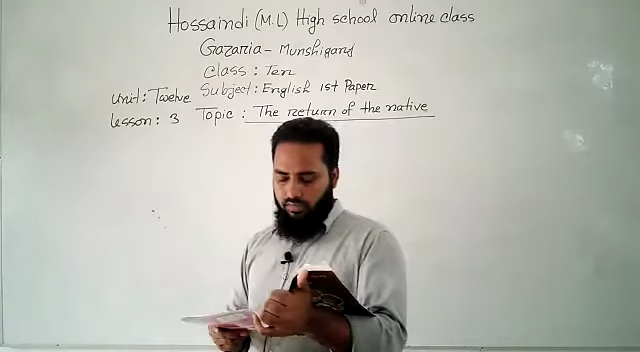 Hossaindi (M.L) High school online class
Gazaria - Munshiganj
Class : Ten
Unit : Twelve Subject : English 1st Paper
Lesson : 3 Topic : The return of the native